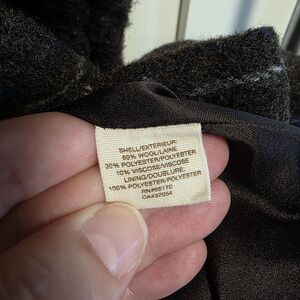 SHELL/EXTERIEUR:
60% WOOL/LAINE
30% POLYESTER/POLYESTER
10% VISCOSE/VISCOSE
LINING/DOUBLURE:
100% POLYESTER/POLYESTER
RN#66170
CA#32054